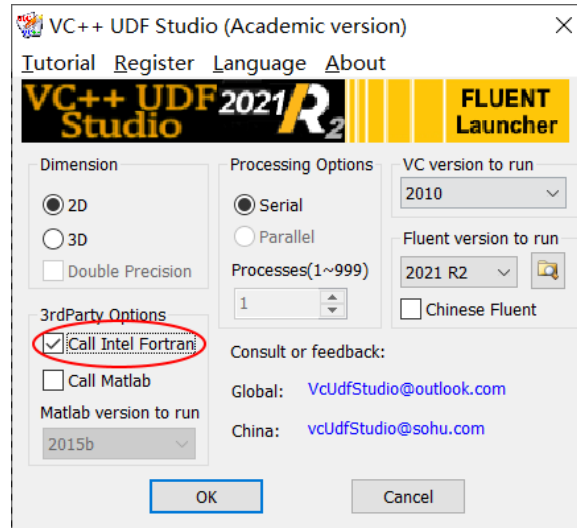 VC++ UDF Studio (Academic version)
Tutorial Register Language About
VC++ UDF Studio 2021 R2
FLUENT Launcher
Dimension
2D
3D
Double Precision
3rdParty Options
Call Intel Fortran
Call Matlab
Matlab version to run
2015b
Processing Options
Serial
Parallel
Processes(1~999)
1
VC version to run
2010
Fluent version to run
2021 R2
Chinese Fluent
Consult or feedback:
Global: VcUdfStudio@outlook.com
China: vcUdfStudio@sohu.com
OK
Cancel